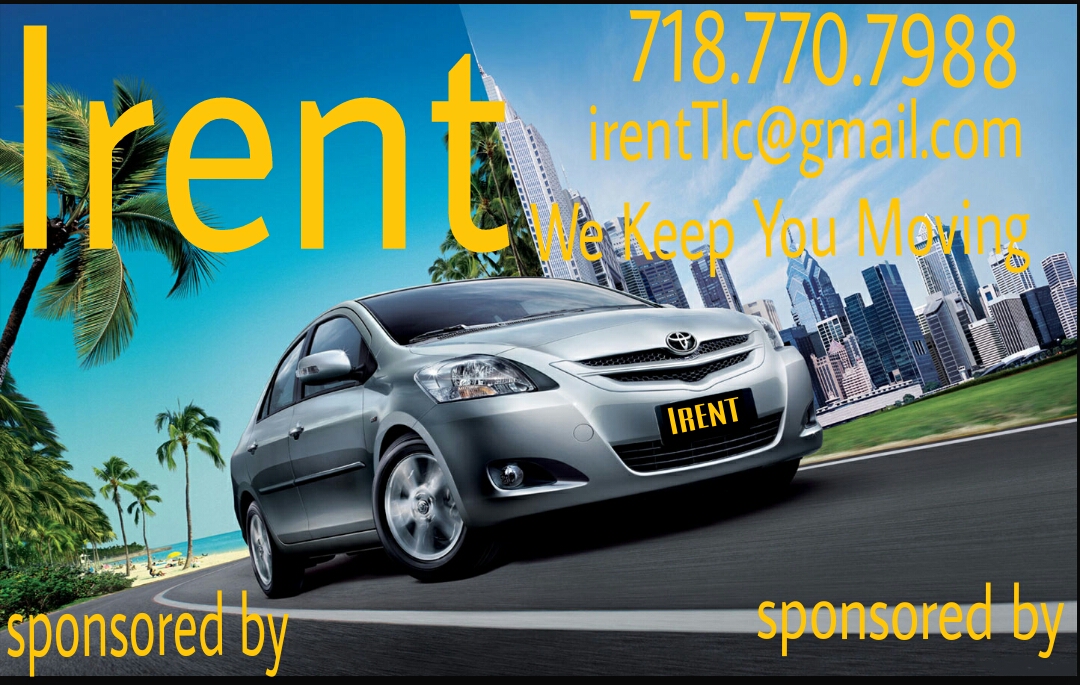 Irent
718.770.7988
irentTlc@gmail.com
We Keep You Moving
IRENT
sponsored by
sponsored by